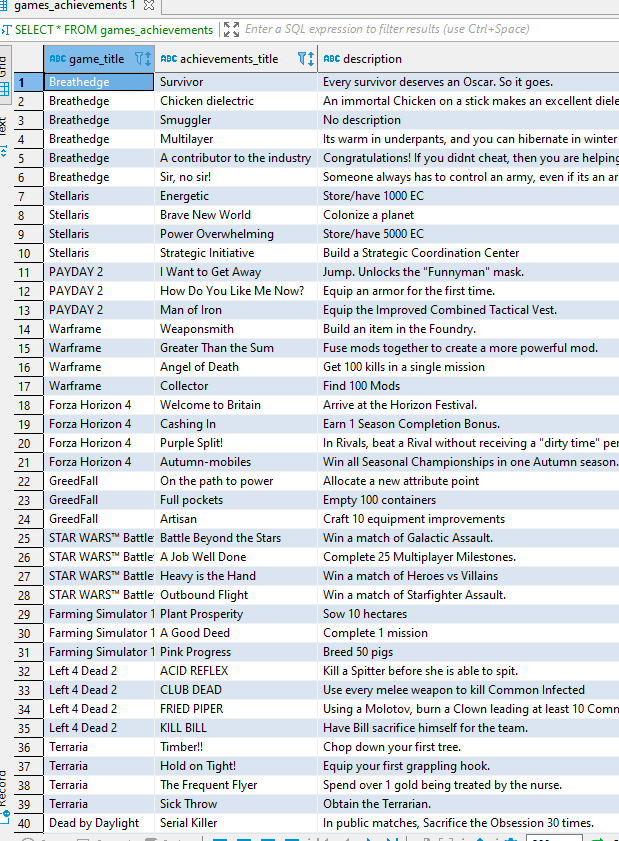 games_achievements 1
SELECT * FROM games_achievements Enter a SQL expression to filter results (use Ctrl+Space)
Grid
Text
Record
ABC game_title ABC achievements_title ABC description
1 Breathedge Survivor Every survivor deserves an Oscar. So it goes.
2 Breathedge Chicken dielectric An immortal Chicken on a stick makes an excellent diele
3 Breathedge Smuggler No description
4 Breathedge Multilayer Its warm in underpants, and you can hibernate in winter
5 Breathedge A contributor to the industry Congratulations! If you didnt cheat, then you are helping
6 Breathedge Sir, no sir! Someone always has to control an army, even if its an ar
7 Stellaris Energetic Store/have 1000 EC
8 Stellaris Brave New World Colonize a planet
9 Stellaris Power Overwhelming Store/have 5000 EC
10 Stellaris Strategic Initiative Build a Strategic Coordination Center
11 PAYDAY 2 I Want to Get Away Jump. Unlocks the "Funnyman" mask.
12 PAYDAY 2 How Do You Like Me Now? Equip an armor for the first time.
13 PAYDAY 2 Man of Iron Equip the Improved Combined Tactical Vest.
14 Warframe Weaponsmith Build an item in the Foundry.
15 Warframe Greater Than the Sum Fuse mods together to create a more powerful mod.
16 Warframe Angel of Death Get 100 kills in a single mission
17 Warframe Collector Find 100 Mods
18 Forza Horizon 4 Welcome to Britain Arrive at the Horizon Festival.
19 Forza Horizon 4 Cashing In Earn 1 Season Completion Bonus.
20 Forza Horizon 4 Purple Split! In Rivals, beat a Rival without receiving a "dirty time" pe
21 Forza Horizon 4 Autumn-mobiles Win all Seasonal Championships in one Autumn season.
22 GreedFall On the path to power Allocate a new attribute point
23 GreedFall Full pockets Empty 100 containers
24 GreedFall Artisan Craft 10 equipment improvements
25 STAR WARS™ Battle Battle Beyond the Stars Win a match of Galactic Assault.
26 STAR WARS™ Battle A Job Well Done Complete 25 Multiplayer Milestones.
27 STAR WARS™ Battle Heavy is the Hand Win a match of Heroes vs Villains
28 STAR WARS™ Battle Outbound Flight Win a match of Starfighter Assault.
29 Farming Simulator 1 Plant Prosperity Sow 10 hectares
30 Farming Simulator 1 A Good Deed Complete 1 mission
31 Farming Simulator 1 Pink Progress Breed 50 pigs
32 Left 4 Dead 2 ACID REFLEX Kill a Spitter before she is able to spit.
33 Left 4 Dead 2 CLUB DEAD Use every melee weapon to kill Common Infected
34 Left 4 Dead 2 FRIED PIPER Using a Molotov, burn a Clown leading at least 10 Comm
35 Left 4 Dead 2 KILL BILL Have Bill sacrifice himself for the team.
36 Terraria Timber!! Chop down your first tree.
37 Terraria Hold on Tight! Equip your first grappling hook.
38 Terraria The Frequent Flyer Spend over 1 gold being treated by the nurse.
39 Terraria Sick Throw Obtain the Terrarian.
40 Dead by Daylight Serial Killer In public matches, Sacrifice the Obsession 30 times.